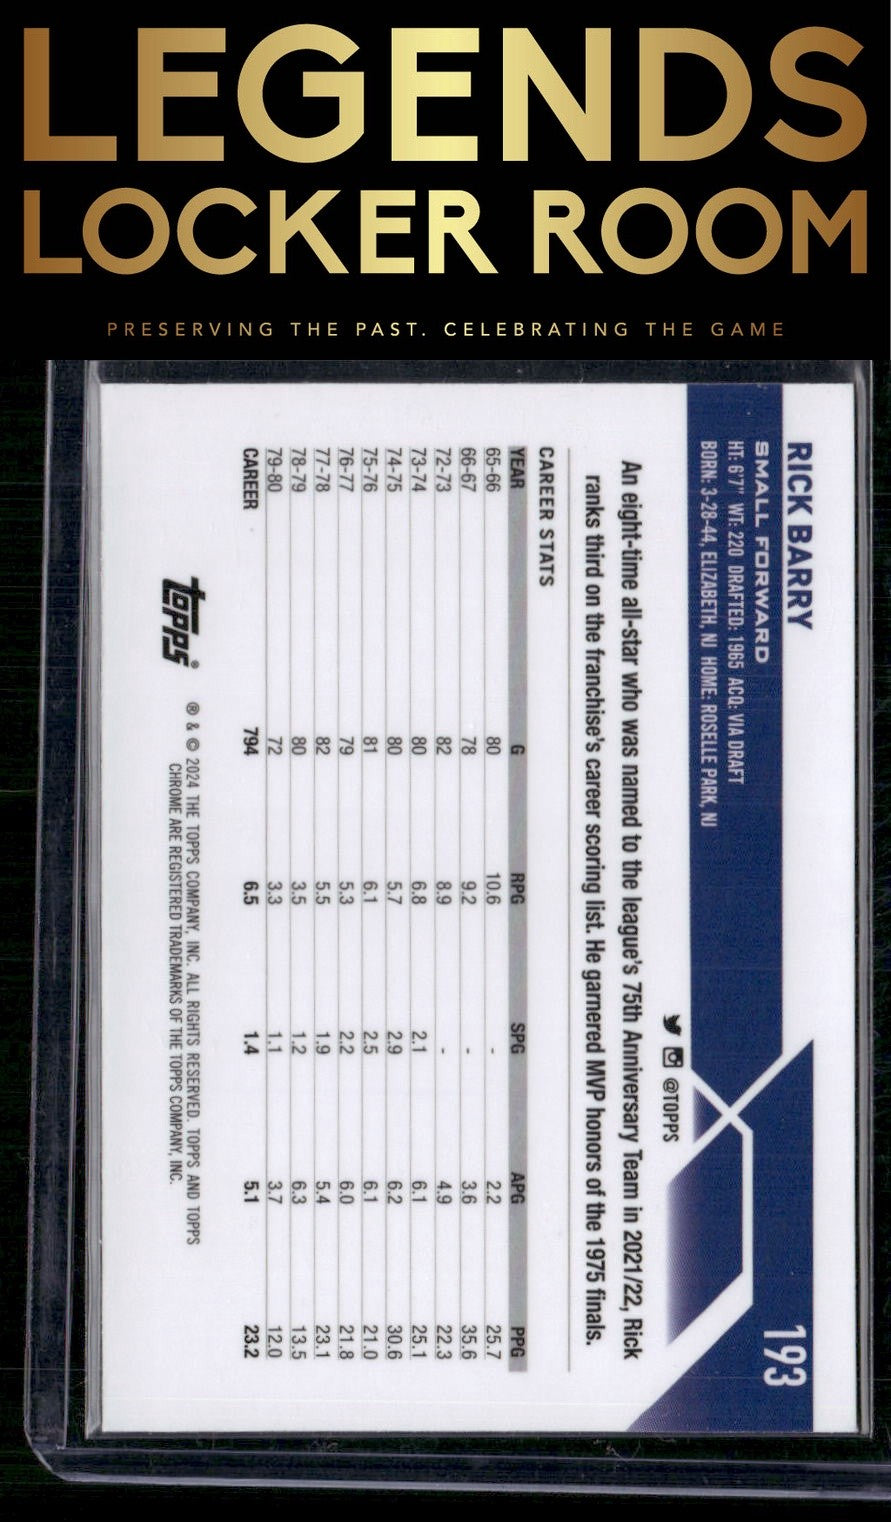 LEGENDS
LOCKER ROOM
PRESERVING THE PAST. CELEBRATING THE GAME
193
RICK BARRY
SMALL FORWARD
HT: 6'7" WT: 220 DRAFTED: 1965 ACQ: VIA DRAFT
BORN: 3-28-44, ELIZABETH, NJ HOME: ROSELLE PARK, NJ
@TOPPS
An eight-time all-star who was named to the league's 75th Anniversary Team in 2021/22, Rick
ranks third on the franchise's career scoring list. He garnered MVP honors of the 1975 finals.
CAREER STATS
YEAR G RPG SPG APG PPG
65-66 80 10.6 - 2.2 25.7
66-67 78 9.2 - 3.6 35.6
72-73 82 8.9 - 4.9 22.3
73-74 80 6.8 2.1 6.1 25.1
74-75 80 5.7 2.9 6.2 30.6
75-76 81 6.1 2.5 6.1 21.0
76-77 79 5.3 2.2 6.0 21.8
77-78 82 5.5 1.9 5.4 23.1
78-79 80 3.5 1.2 6.3 13.5
79-80 72 3.3 1.1 3.7 12.0
CAREER 794 6.5 1.4 5.1 23.2
topps®
® & © 2024 THE TOPPS COMPANY, INC. ALL RIGHTS RESERVED. TOPPS AND TOPPS
CHROME ARE REGISTERED TRADEMARKS OF THE TOPPS COMPANY, INC.